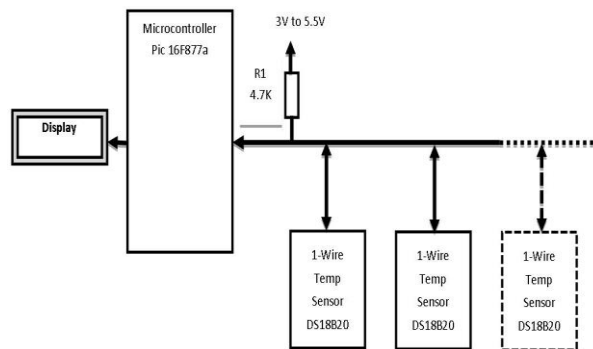 Microcontroller
Pic 16F877a
3V to 5.5V
R1
4.7K
Display
1-Wire
Temp
Sensor
DS18B20
1-Wire
Temp
Sensor
DS18B20
1-Wire
Temp
Sensor
DS18B20